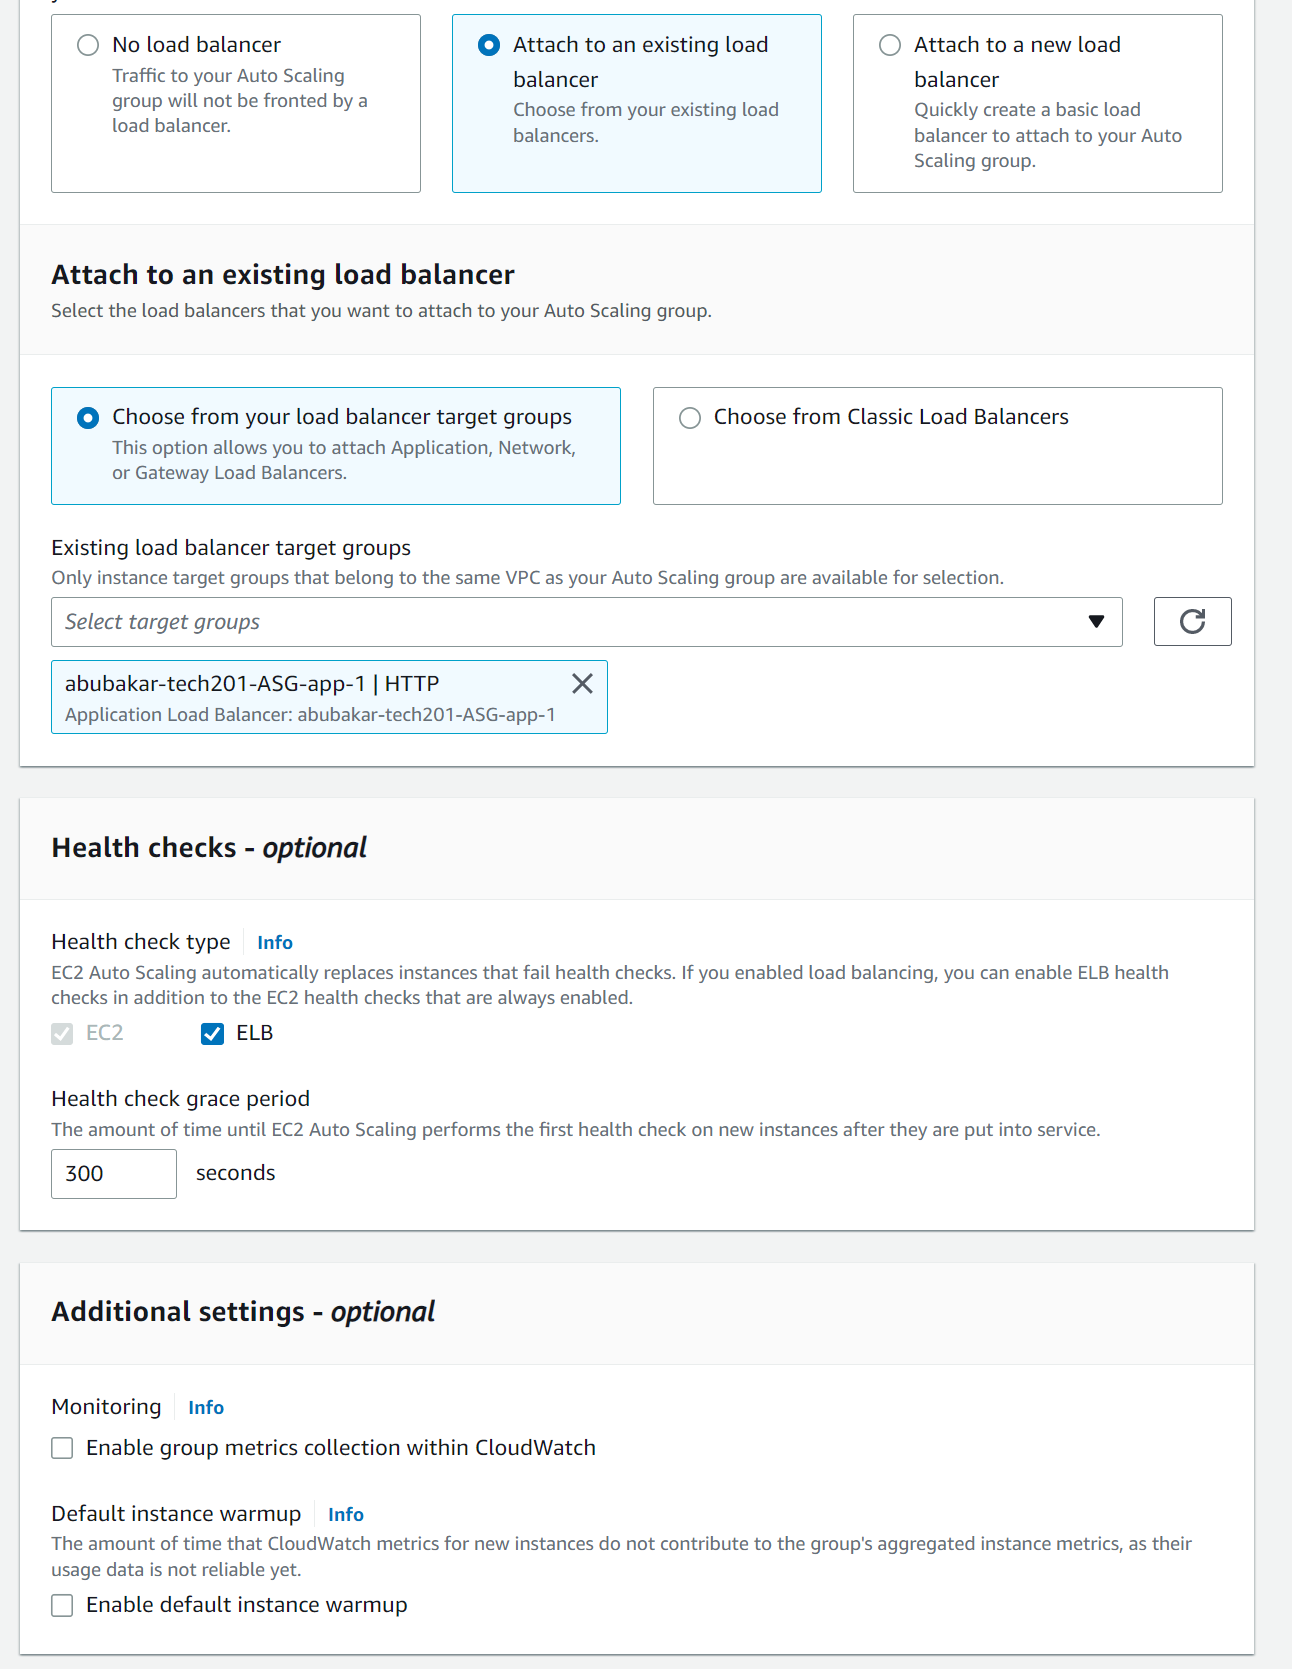 No load balancer
Traffic to your Auto Scaling
group will not be fronted by a
load balancer.
Attach to an existing load
balancer
Choose from your existing load
balancers.
Attach to a new load
balancer
Quickly create a basic load
balancer to attach to your Auto
Scaling group.
Attach to an existing load balancer
Select the load balancers that you want to attach to your Auto Scaling group.
Choose from your load balancer target groups
This option allows you to attach Application, Network,
or Gateway Load Balancers.
Choose from Classic Load Balancers
Existing load balancer target groups
Only instance target groups that belong to the same VPC as your Auto Scaling group are available for selection.
Select target groups
abubakar-tech201-ASG-app-1 | HTTP
Application Load Balancer: abubakar-tech201-ASG-app-1
Health checks - optional
Health check type Info
EC2 Auto Scaling automatically replaces instances that fail health checks. If you enabled load balancing, you can enable ELB health
checks in addition to the EC2 health checks that are always enabled.
EC2 ELB
Health check grace period
The amount of time until EC2 Auto Scaling performs the first health check on new instances after they are put into service.
300 seconds
Additional settings - optional
Monitoring Info
Enable group metrics collection within CloudWatch
Default instance warmup Info
The amount of time that CloudWatch metrics for new instances do not contribute to the group's aggregated instance metrics, as their
usage data is not reliable yet.
Enable default instance warmup